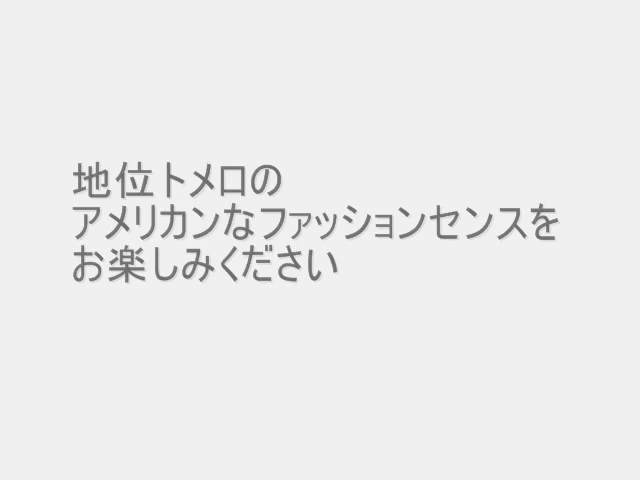 地位トメロの
アメリカンなファッションセンスを
お楽しみください